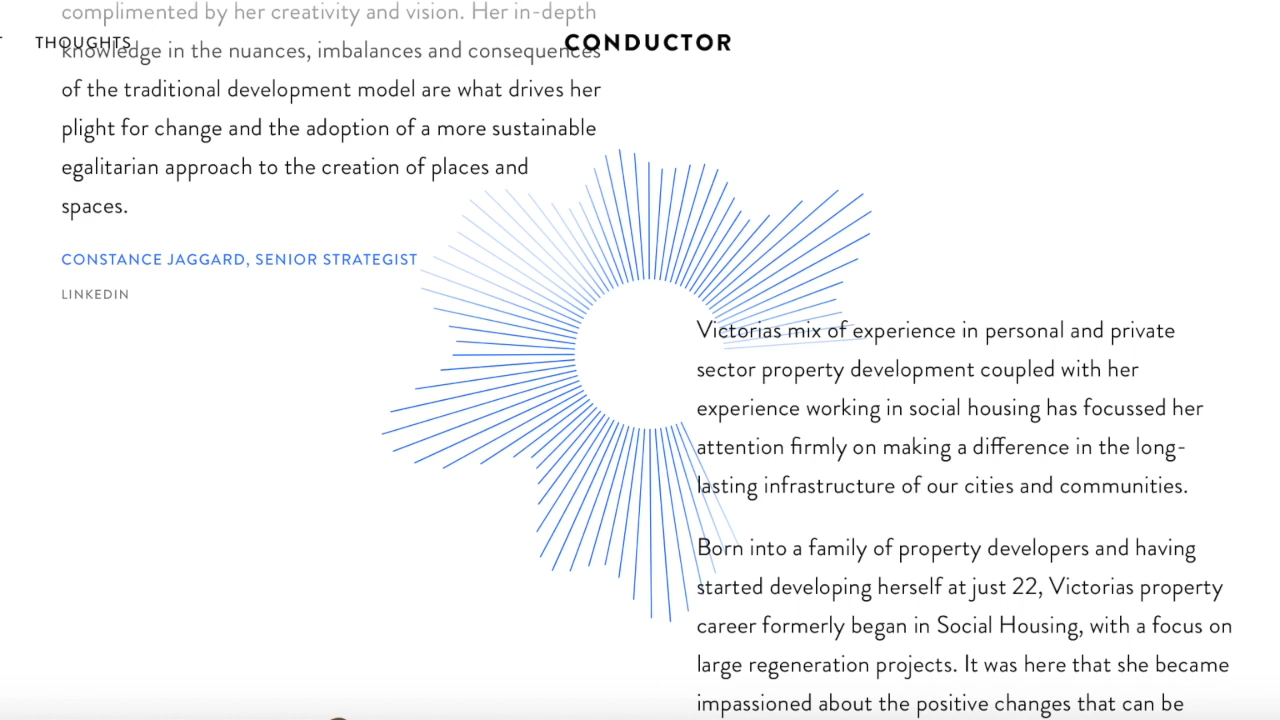 complimented by her creativity and vision. Her in-depth
THOUGHTS
CONDUCTOR
knowledge in the nuances, imbalances and consequences
of the traditional development model are what drives her
plight for change and the adoption of a more sustainable
egalitarian approach to the creation of places and
spaces.
CONSTANCE JAGGARD, SENIOR STRATEGIST
LINKEDIN
Victorias mix of experience in personal and private
sector property development coupled with her
experience working in social housing has focussed her
attention firmly on making a difference in the long-
lasting infrastructure of our cities and communities.
Born into a family of property developers and having
started developing herself at just 22, Victorias property
career formerly began in Social Housing, with a focus on
large regeneration projects. It was here that she became
impassioned about the positive changes that can be